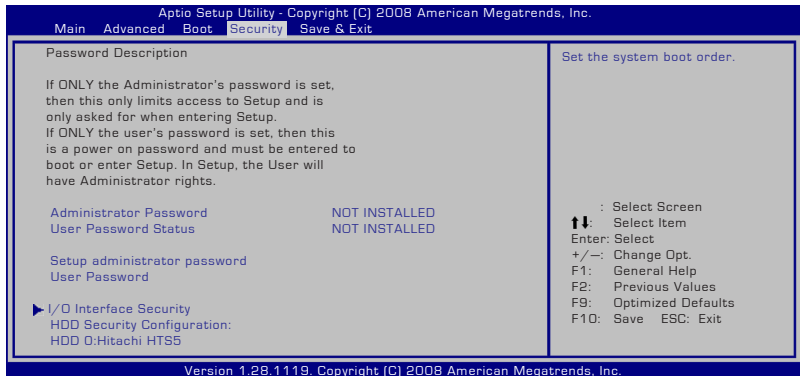 Aptio Setup Utility - Copyright (C) 2008 American Megatrends, Inc.
Main Advanced Boot Security Save & Exit
Password Description
If ONLY the Administrator's password is set,
then this only limits access to Setup and is
only asked for when entering Setup.
If ONLY the user's password is set, then this
is a power on password and must be entered to
boot or enter Setup. In Setup, the User will
have Administrator rights.
Administrator Password NOT INSTALLED
User Password Status NOT INSTALLED
Setup administrator password
User Password
I/O Interface Security
HDD Security Configuration:
HDD 0:Hitachi HTS5
Set the system boot order.
: Select Screen
: Select Item
Enter: Select
+/—: Change Opt.
F1: General Help
F2: Previous Values
F9: Optimized Defaults
F10: Save ESC: Exit
Version 1.28.1119. Copyright (C) 2008 American Megatrends, Inc.